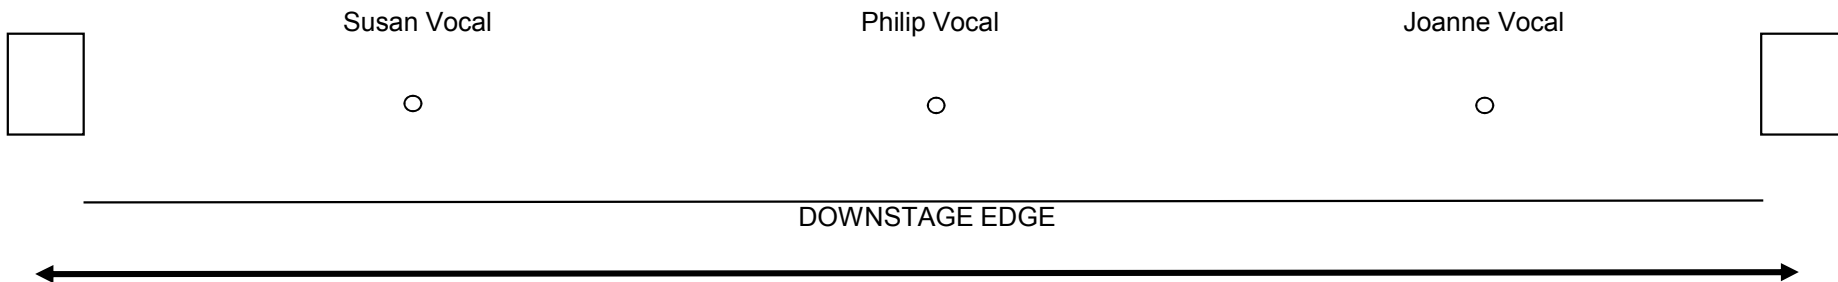 Susan Vocal
Philip Vocal
Joanne Vocal
DOWNSTAGE EDGE